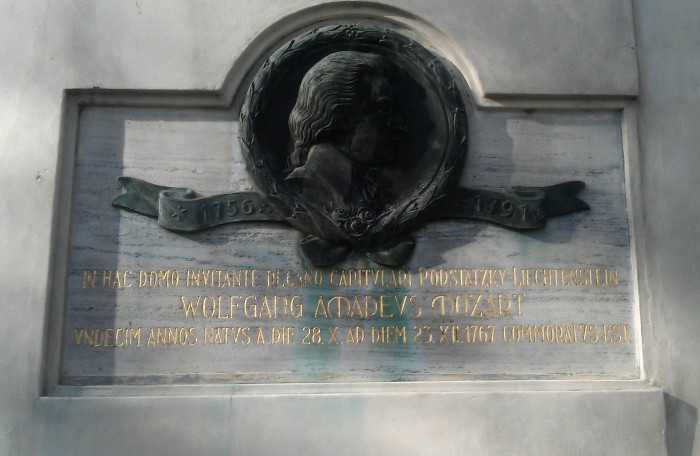 * 1756 *
1791
IN HAC DOMO INVITANTE DECANO CAPITULARI PODSTATZKY-LIECHTENSTEIN
WOLFGANG AMADEVS MOZART
VNDECIM ANNOS NATVS A DIE 28. X. AD DIEM 23. XII. 1767 COMMORATVS EST